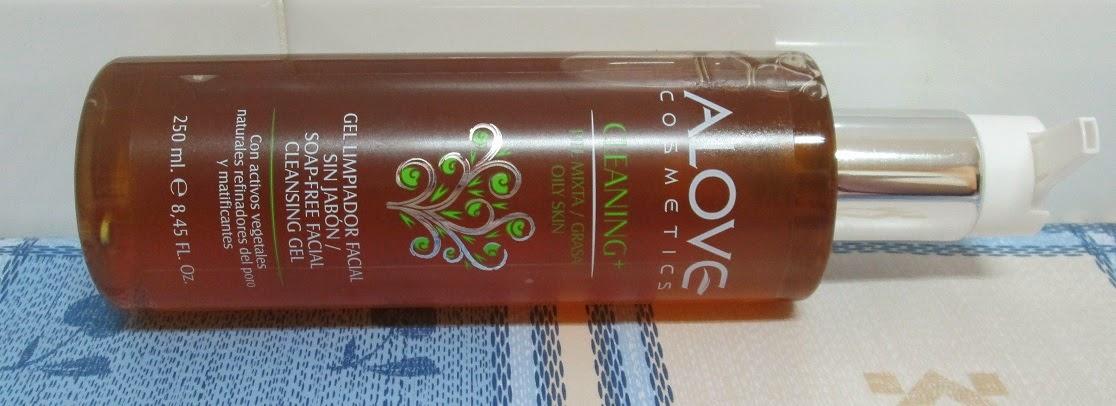 ALOVE
COSMETICS
CLEANING+
PIEL MIXTA / GRASA
OILY SKIN
GEL LIMPIADOR FACIAL
SIN JABÓN /
SOAP-FREE FACIAL
CLEANSING GEL
Con activos vegetales
naturales refinadores del poro
y matificantes
250 ml. e 8,45 FL. OZ.